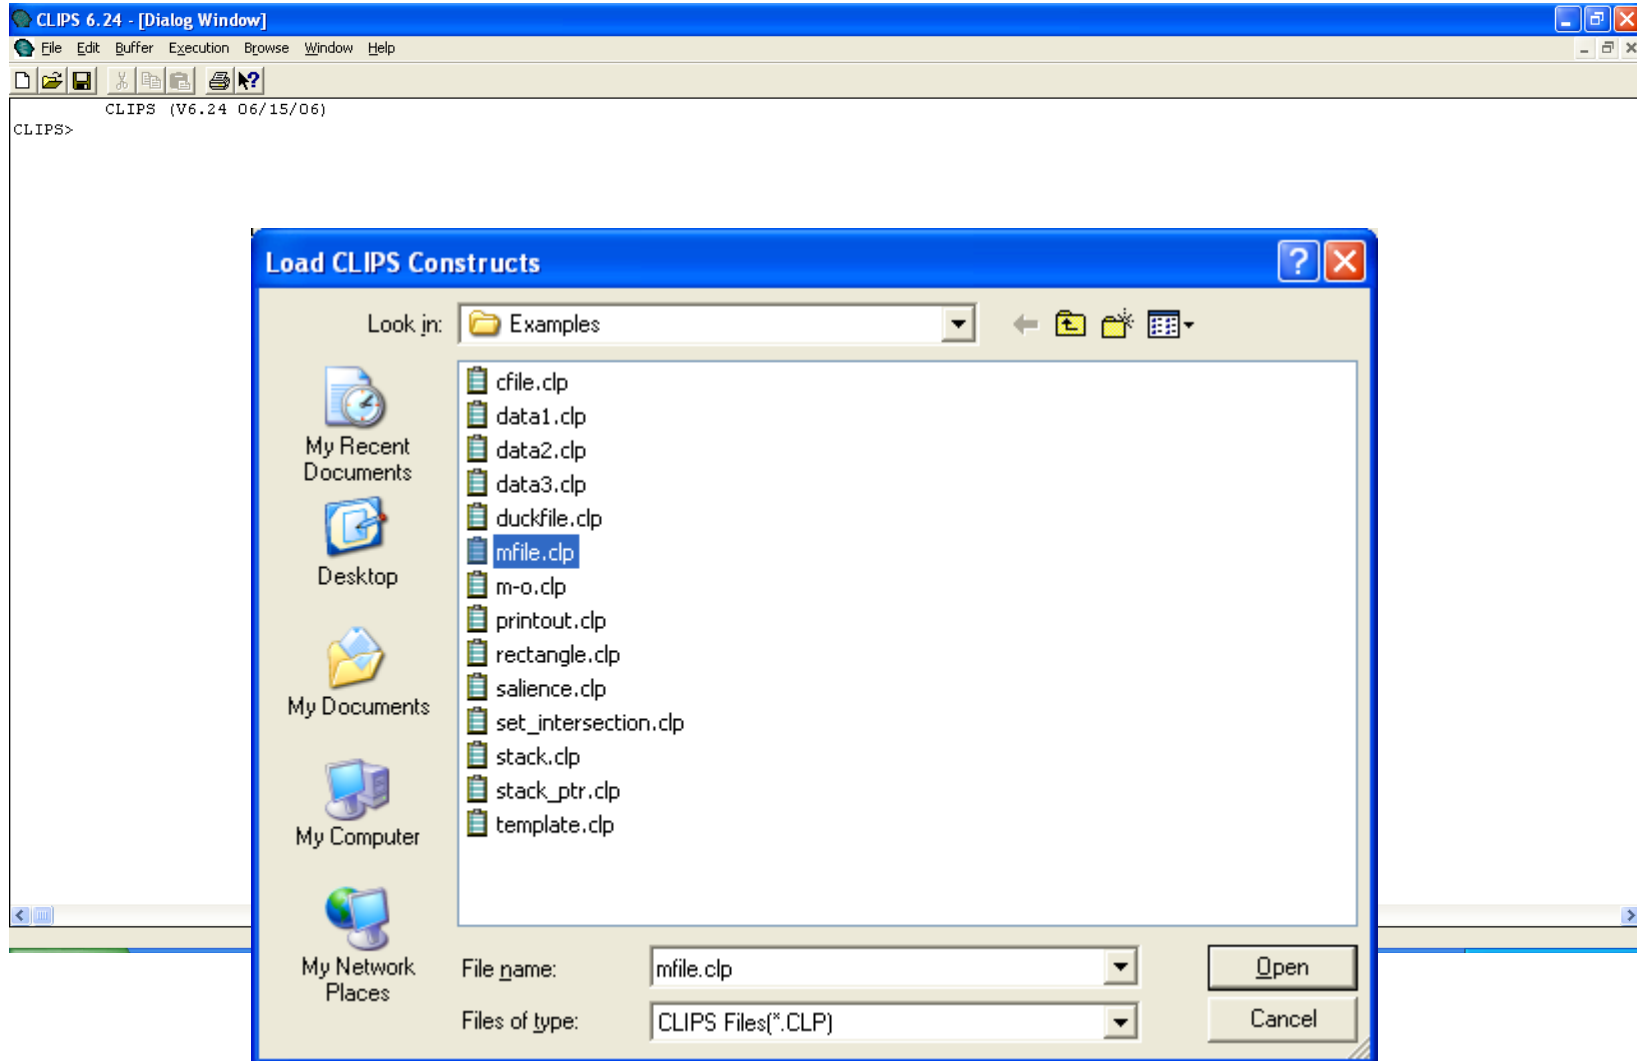 CLIPS 6.24 - [Dialog Window]
File Edit Buffer Execution Browse Window Help
CLIPS (V6.24 06/15/06)
CLIPS>
Load CLIPS Constructs
Look in: Examples
cfile.clp
data1.clp
data2.clp
data3.clp
duckfile.clp
mfile.clp
m-o.clp
printout.clp
rectangle.clp
salience.clp
set_intersection.clp
stack.clp
stack_ptr.clp
template.clp
My Recent
Documents
Desktop
My Documents
My Computer
My Network
Places
File name: mfile.clp Open
Files of type: CLIPS Files(*.CLP) Cancel